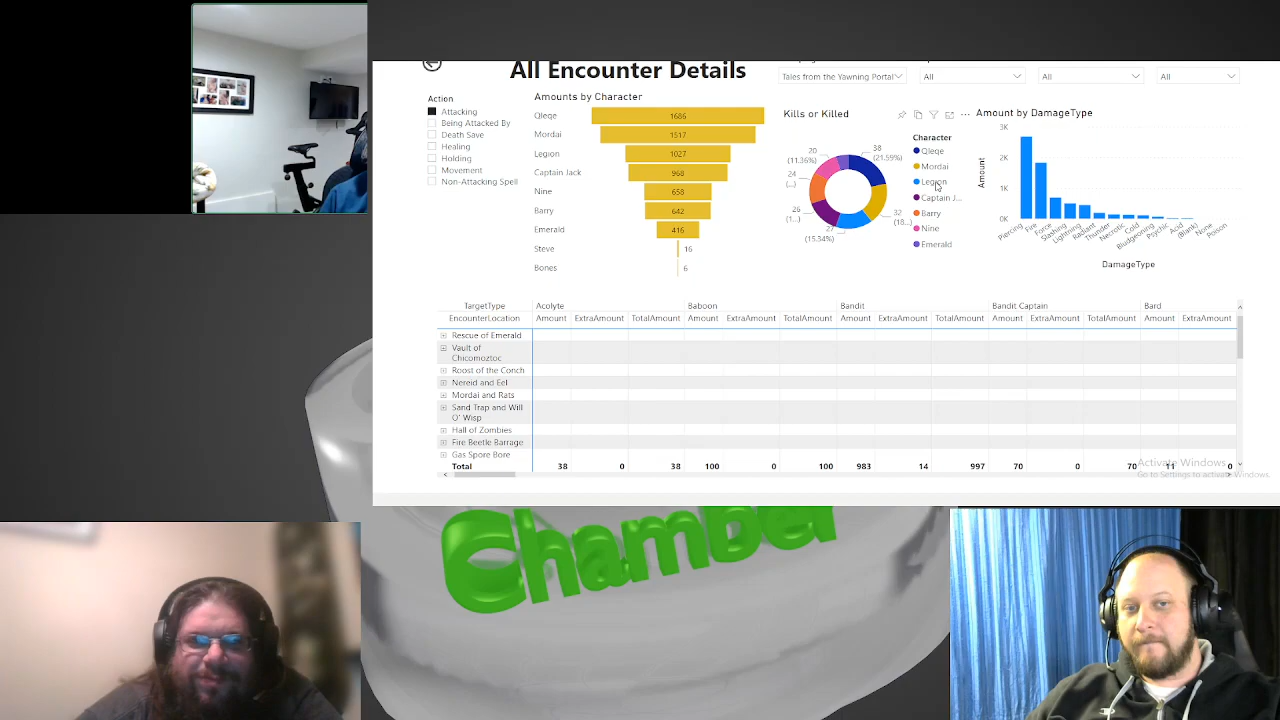 All Encounter Details
Tales from the Yawning Portal
All
All
All
Action
Attacking
Being Attacked By
Death Save
Healing
Holding
Movement
Non-Attacking Spell
Amounts by Character
Qleqe 1686
Mordai 1517
Legion 1027
Captain Jack 968
Nine 658
Barry 642
Emerald 416
Steve 16
Bones 6
Kills or Killed
20
(11.36%)
38
(21.59%)
24
(...)
26
(1...)
32
(18...)
27
(15.34%)
Character
Qleqe
Mordai
Legion
Captain J...
Barry
Nine
Emerald
Amount by DamageType
Amount
3K
2K
1K
0K
Piercing
Fire
Force
Slashing
Lightning
Radiant
Thunder
Necrotic
Cold
Bludgeoning
Psychic
Acid
(Blank)
None
Poison
DamageType
TargetType Acolyte Baboon Bandit Bandit Captain Bard
EncounterLocation Amount ExtraAmount TotalAmount Amount ExtraAmount TotalAmount Amount ExtraAmount TotalAmount Amount ExtraAmount TotalAmount Amount ExtraAmount
Rescue of Emerald
Vault of
Chicomoztoc
Roost of the Conch
Nereid and Eel
Mordai and Rats
Sand Trap and Will
O' Wisp
Hall of Zombies
Fire Beetle Barrage
Gas Spore Bore
Total 38 0 38 100 0 100 983 14 997 70 0 70 11 0
Activate Windows
Go to Settings to activate Windows.
Chamber